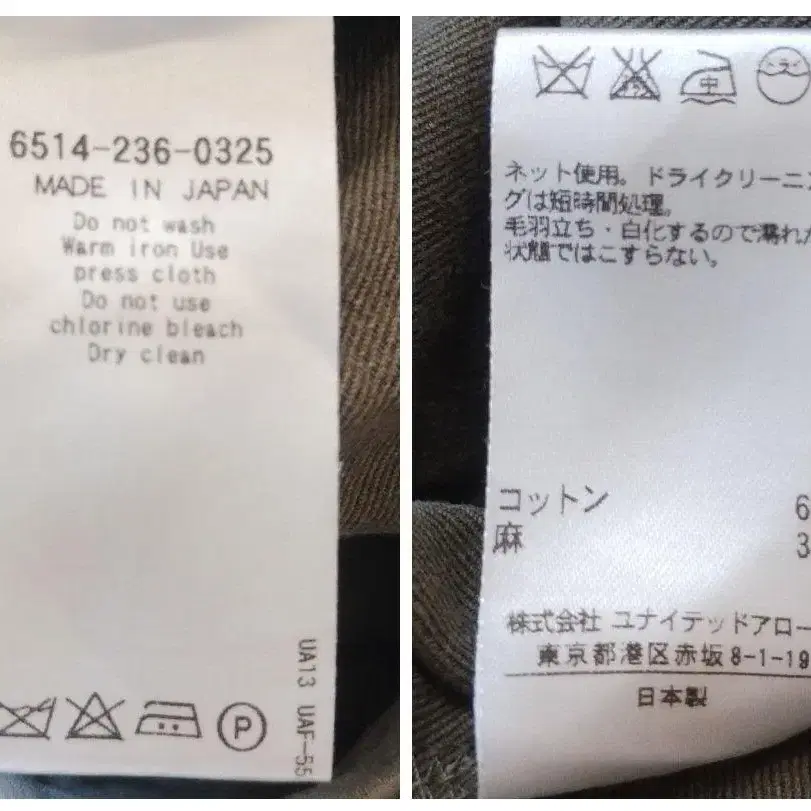 6514-236-0325
MADE IN JAPAN
Do not wash
Warm iron Use
press cloth
Do not use
chlorine bleach
Dry clean
UA13 UAF-55
P
中
ネット使用。ドライクリーニン
グは短時間処理。
毛羽立ち・白化するので濡れた
状態ではこすらない。
コットン 6
麻 3
株式会社 ユナイテッドアロー
東京都港区赤坂8-1-19
日本製